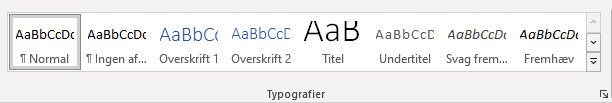 AaBbCcDc AaBbCcDc AaBbCc AaBbCcD AaB AaBbCcD AaBbCcDc AaBbCcDc
¶ Normal ¶ Ingen af... Overskrift 1 Overskrift 2 Titel Undertitel Svag frem... Fremhæv
Typografier